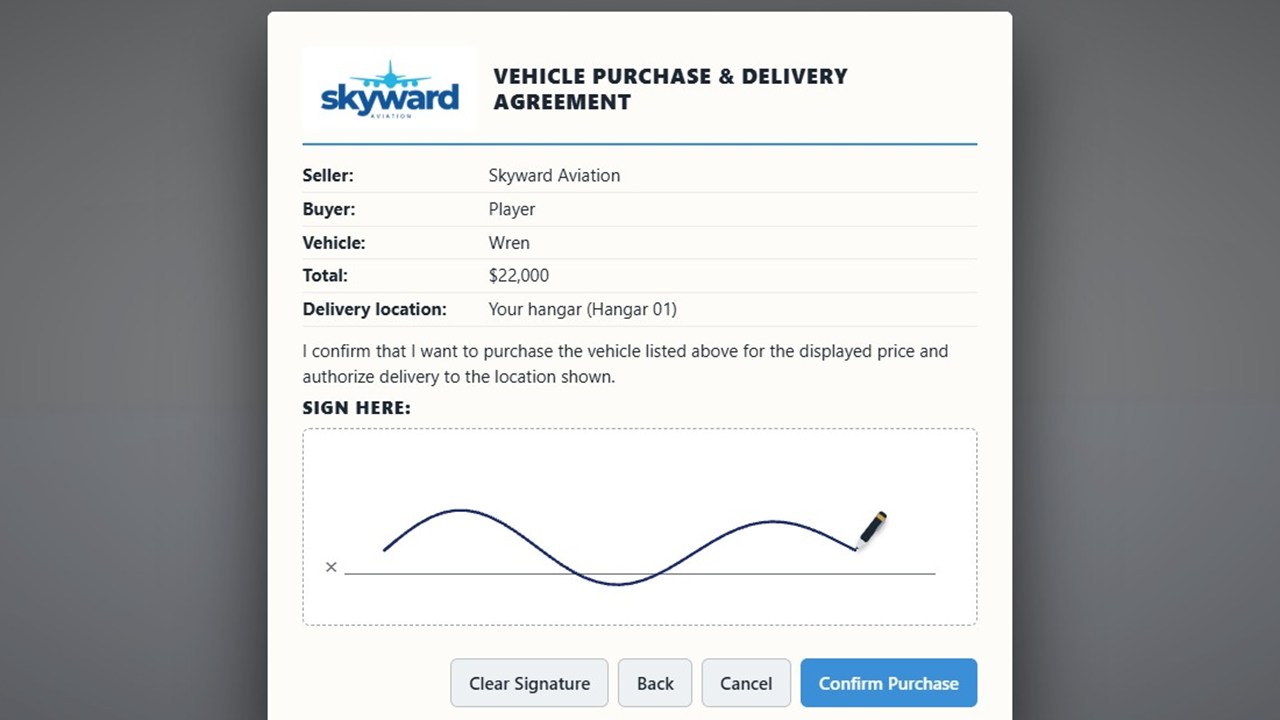 skyward
AVIATION
VEHICLE PURCHASE & DELIVERY
AGREEMENT
Seller: Skyward Aviation
Buyer: Player
Vehicle: Wren
Total: $22,000
Delivery location: Your hangar (Hangar 01)
I confirm that I want to purchase the vehicle listed above for the displayed price and
authorize delivery to the location shown.
SIGN HERE:
×
Clear Signature Back Cancel Confirm Purchase